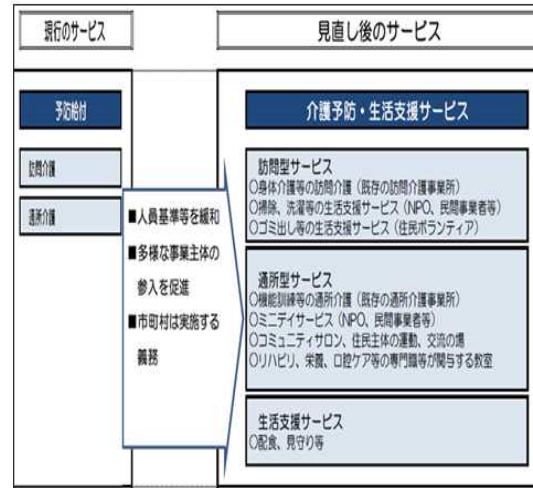 現行のサービス
見直し後のサービス
予防給付
訪問介護
通所介護
■人員基準等を緩和
■多様な事業主体の
参入を促進
■市町村は実施する
義務
介護予防・生活支援サービス
訪問型サービス
○身体介護等の訪問介護（既存の訪問介護事業所）
○掃除、洗濯等の生活支援サービス（NPO、民間事業者等）
○ゴミ出し等の生活支援サービス（住民ボランティア）
通所型サービス
○機能訓練等の通所介護（既存の通所介護事業所）
○ミニデイサービス（NPO、民間事業者等）
○コミュニティサロン、住民主体の運動、交流の場
○リハビリ、栄養、口腔ケア等の専門職等が関与する教室
生活支援サービス
○配食、見守り等